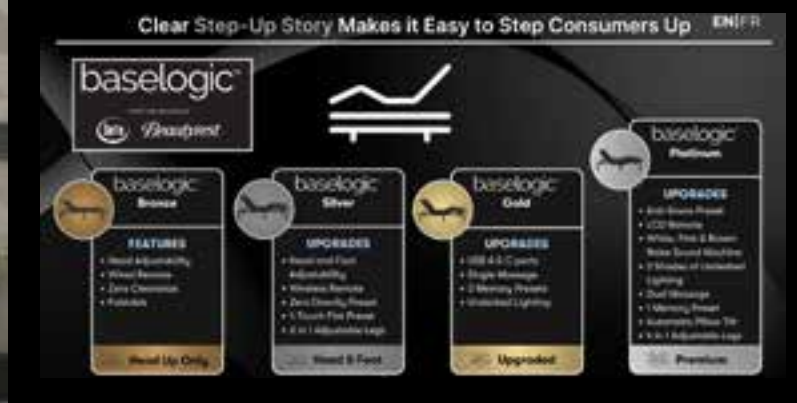 Clear Step-Up Story Makes it Easy to Step Consumers Up
EN|FR
baselogic™
Serta
Beautyrest
baselogic
Bronze
FEATURES
• Head Adjustability
• Wired Remote
• Zero Clearance
• Foldable
Head Up Only
baselogic
Silver
UPGRADES
• Head and Foot
Adjustability
• Wireless Remote
• Zero Gravity Preset
• 1 Touch Flat Preset
Adjustable Legs
Head & Foot
baselogic
Gold
UPGRADES
• USB A & C ports
• Single Massage
• 2 Memory Presets
• Underbed Lighting
Upgraded
baselogic
Platinum
UPGRADES
• Anti-Snore Preset
• LCD Remote
• White, Pink & Brown
Noise Sound Machine
Shades of Underbed
Lighting
• Dual Massage
• 1 Memory Preset
• Automatic Pillow Tilt
Adjustable Legs
Premium